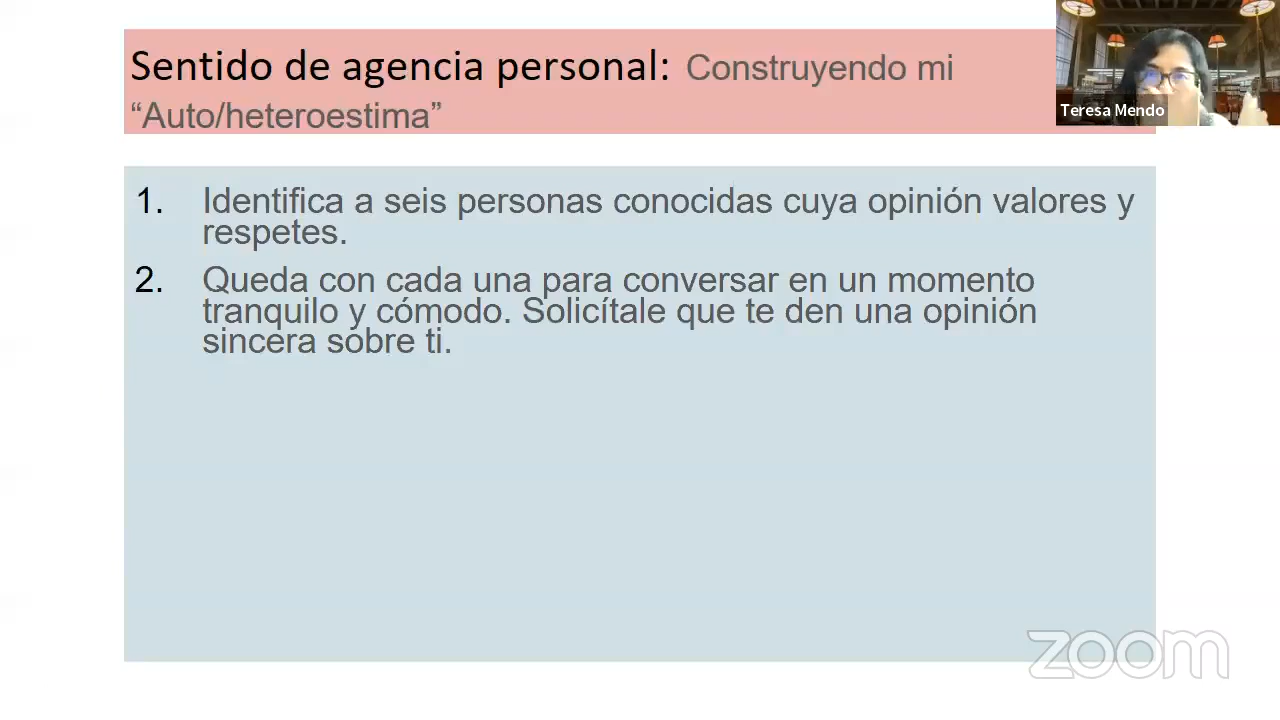 Sentido de agencia personal: Construyendo mi
“Auto/heteroestima”
Teresa Mendo
1. Identifica a seis personas conocidas cuya opinión valores y
respetes.
2. Queda con cada una para conversar en un momento
tranquilo y cómodo. Solicítale que te den una opinión
sincera sobre ti.
zoom